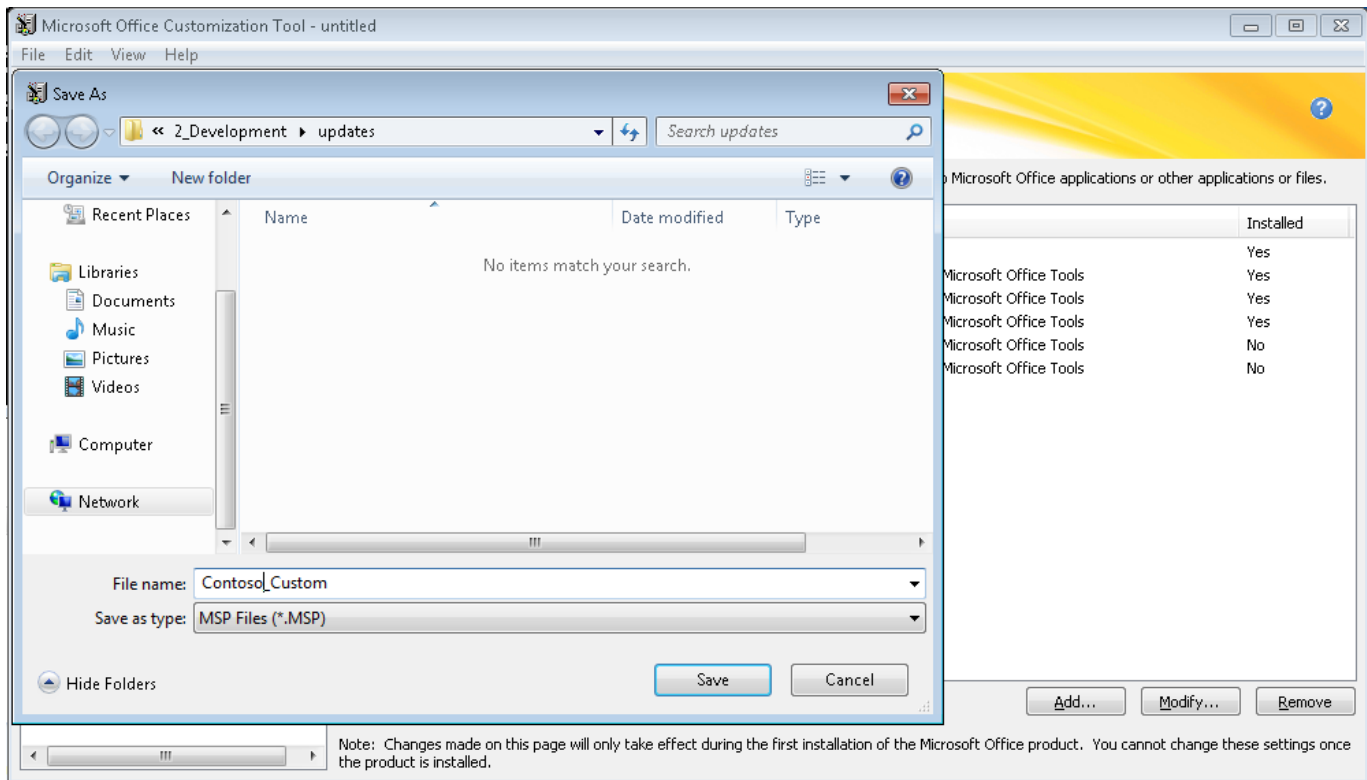 Microsoft Office Customization Tool - untitled
File Edit View Help
Save As
« 2_Development ▸ updates
Search updates
Organize New folder
Microsoft Office applications or other applications or files.
Recent Places
Name Date modified Type
Installed
No items match your search.
Yes
Libraries
Microsoft Office Tools Yes
Documents
Microsoft Office Tools Yes
Music
Microsoft Office Tools Yes
Pictures
Microsoft Office Tools No
Videos
Microsoft Office Tools No
Computer
Network
File name: Contoso_Custom
Save as type: MSP Files (*.MSP)
Hide Folders
Save Cancel
Add... Modify... Remove
Note: Changes made on this page will only take effect during the first installation of the Microsoft Office product. You cannot change these settings once
the product is installed.